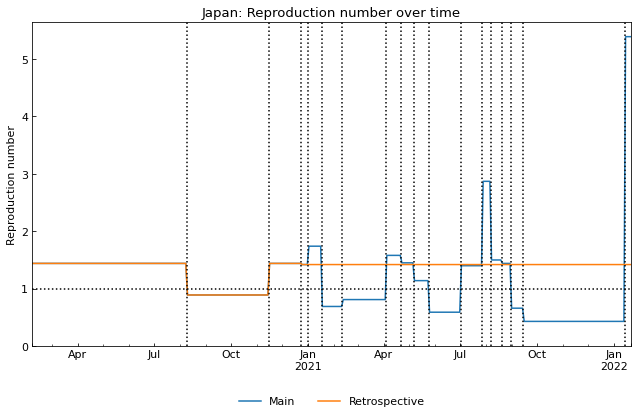 Japan: Reproduction number over time
Reproduction number
5
4
3
2
1
0
Apr Jul Oct Jan Apr Jul Oct Jan
2021 2022
Main Retrospective